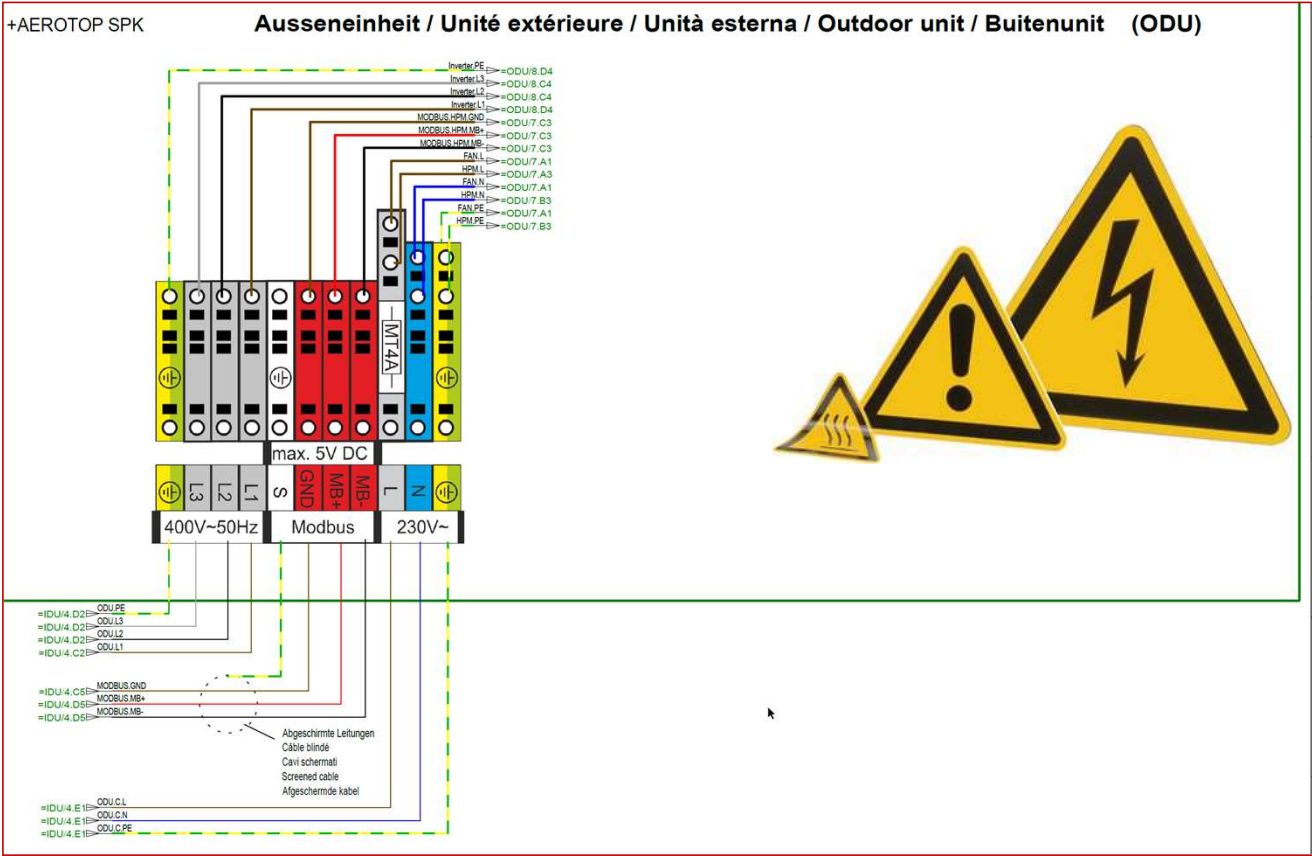 +AEROTOP SPK
Ausseneinheit / Unité extérieure / Unità esterna / Outdoor unit / Buitenunit (ODU)
Inverter.PE =ODU/8.D4
Inverter.L3 =ODU/8.C4
Inverter.L2 =ODU/8.C4
Inverter.L1 =ODU/8.D4
MODBUS.HPM.GND =ODU/7.C3
MODBUS.HPM.MB+ =ODU/7.C3
MODBUS.HPM.MB- =ODU/7.C3
FAN.L =ODU/7.A1
HPM.L =ODU/7.A3
FAN.N =ODU/7.A1
HPM.N =ODU/7.B3
FAN.PE =ODU/7.A1
HPM.PE =ODU/7.B3
MT4A
max. 5V DC
L3 L2 L1 S GND MB+ MB- L N
400V~50Hz Modbus 230V~
=IDU/4.D2 ODU.PE
=IDU/4.D2 ODU.L3
=IDU/4.D2 ODU.L2
=IDU/4.C2 ODU.L1
=IDU/4.C5 MODBUS.GND
=IDU/4.D5 MODBUS.MB+
=IDU/4.D5 MODBUS.MB-
Abgeschirmte Leitungen
Câble blindé
Cavi schermati
Screened cable
Afgeschermde kabel
=IDU/4.E1 ODU.C.L
=IDU/4.E1 ODU.C.N
=IDU/4.E1 ODU.C.PE